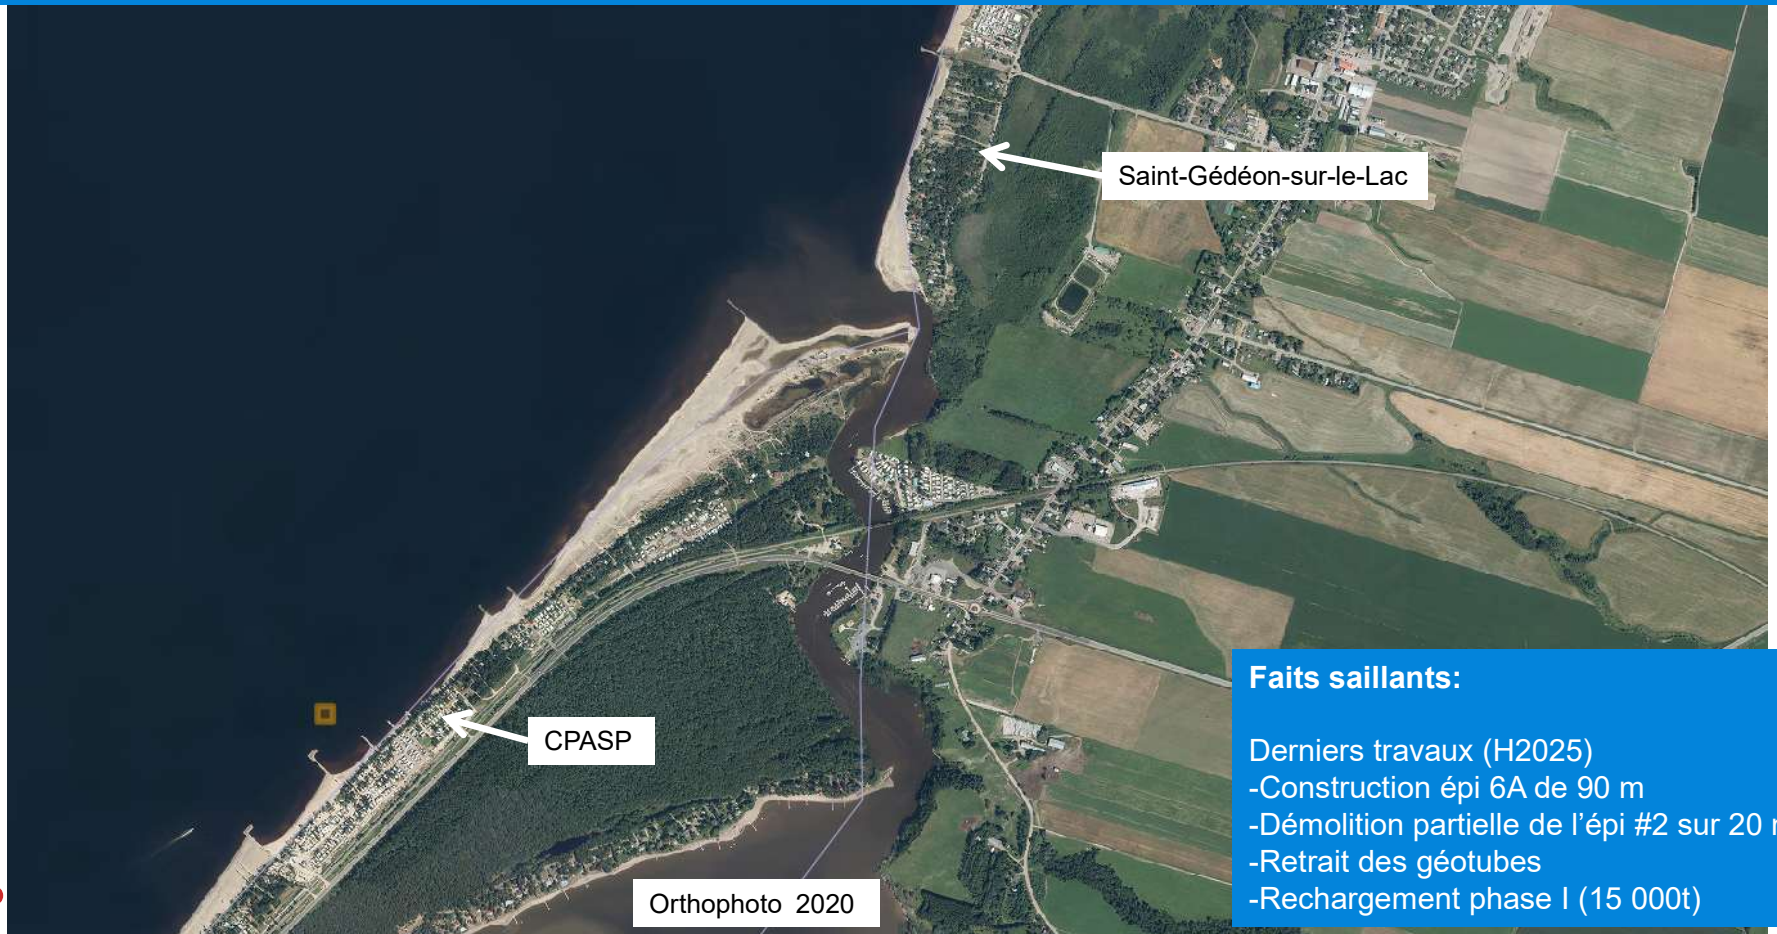 Saint-Gédéon-sur-le-Lac
CPASP
Orthophoto 2020
Faits saillants:
Derniers travaux (H2025)
-Construction épi 6A de 90 m
-Démolition partielle de l'épi #2 sur 20
-Retrait des géotubes
-Rechargement phase I (15 000t)